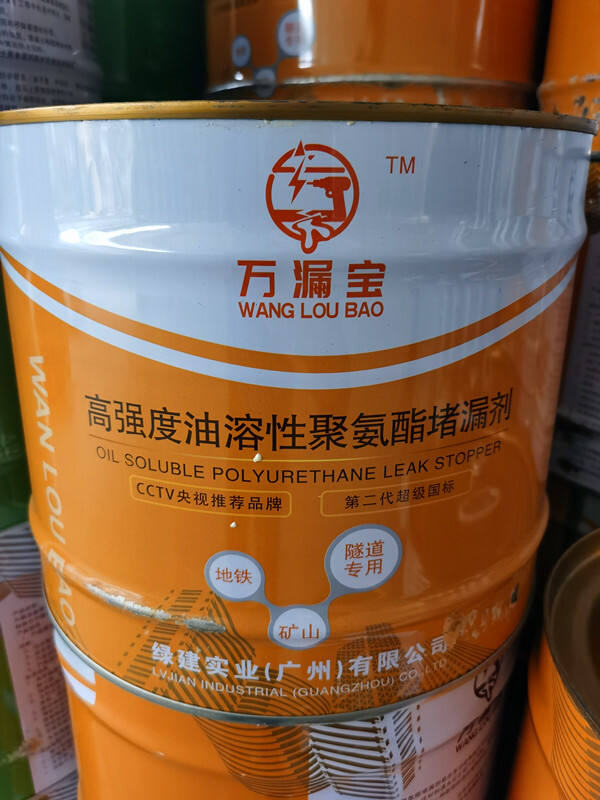 TM
万漏宝
WANG LOU BAO
高强度油溶性聚氨酯堵漏剂
OIL SOLUBLE POLYURETHANE LEAK STOPPER
CCTV央视推荐品牌
第二代超级国标
地铁
隧道
专用
矿山
绿建实业(广州)有限公司
LVJIAN INDUSTRIAL (GUANGZHOU) CO.,LTD
WAN LOU BAO
WANG LOU BAO